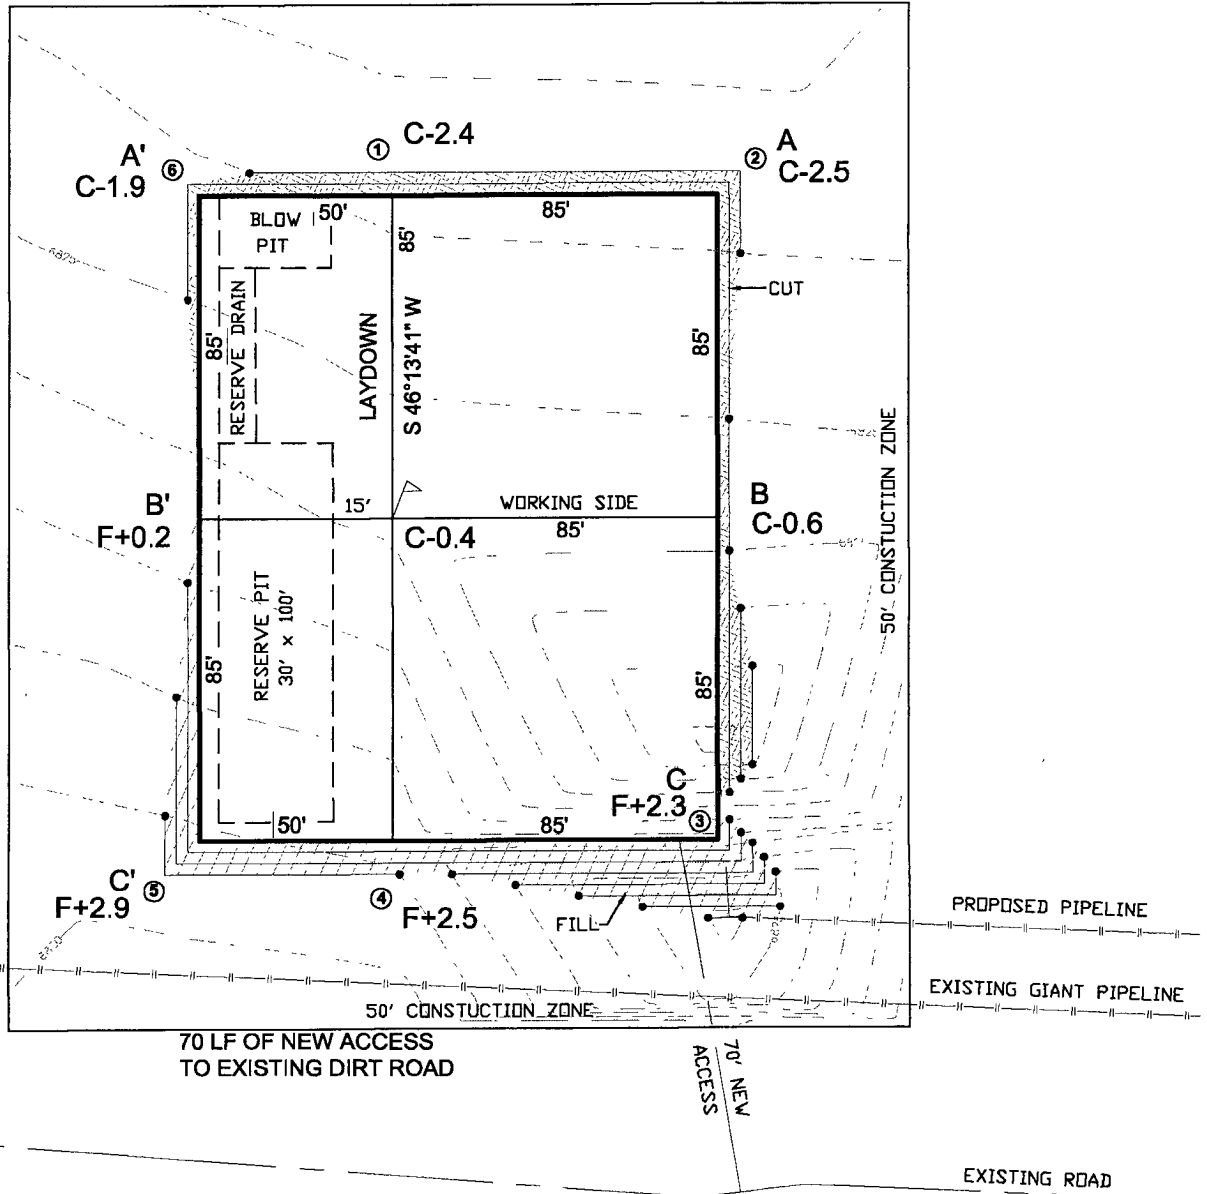 C-2.4
①
A
② C-2.5
A'
C-1.9 ⑥
BLOW
PIT
50'
85'
85'
6825
CUT
RESERVE DRAIN
85'
LAYDOWN
S 46°13'41" W
85'
50' CONSTUCTION ZONE
B'
F+0.2
15'
WORKING SIDE
C-0.4
85'
B
C-0.6
RESERVE PIT
30' x 100'
85'
85'
C
F+2.3 ③
50'
85'
C' ⑤
F+2.9
④
F+2.5
FILL
PROPOSED PIPELINE
EXISTING GIANT PIPELINE
50' CONSTUCTION ZONE
70 LF OF NEW ACCESS
TO EXISTING DIRT ROAD
70' NEW
ACCESS
EXISTING ROAD